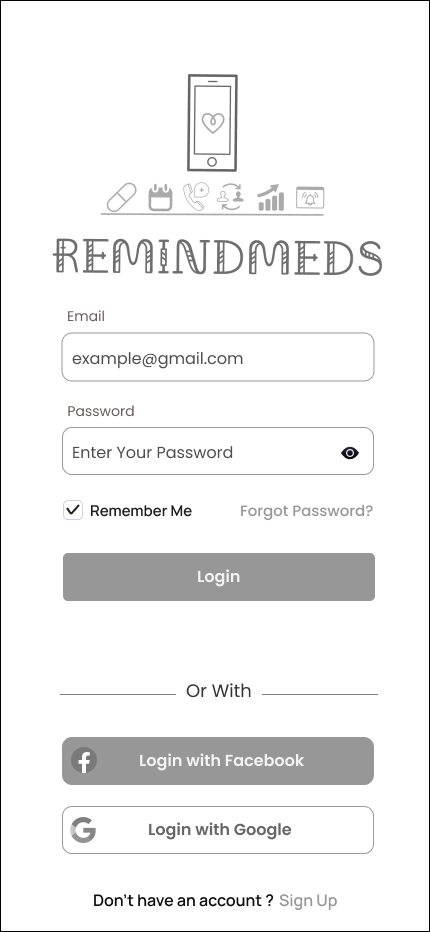 REMINDMEDS
Email
example@gmail.com
Password
Enter Your Password
Remember Me
Forgot Password?
Login
Or With
Login with Facebook
Login with Google
Don't have an account ? Sign Up